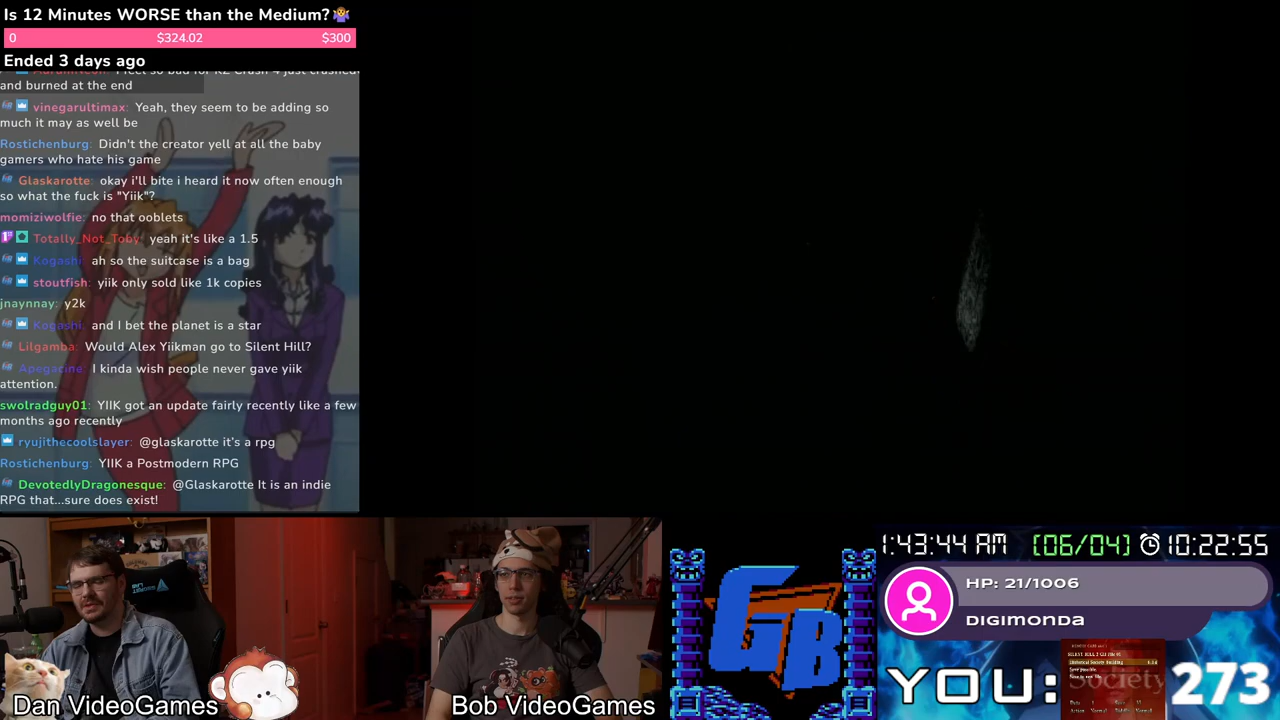 Is 12 Minutes WORSE than the Medium?🤷
0 $324.02 $300
Ended 3 days ago
and burned at the end
vinegarultimax: Yeah, they seem to be adding so
much it may as well be
Rostichenburg: Didn't the creator yell at all the baby
gamers who hate his game
Glaskarotte: okay i'll bite i heard it now often enough
so what the fuck is "Yiik"?
momiziwolfie: no that ooblets
Totally_Not_Toby: yeah it's like a 1.5
Kogashi: ah so the suitcase is a bag
stoutfish: yiik only sold like 1k copies
jnaynnay: y2k
Kogashi: and I bet the planet is a star
Lilgamba: Would Alex Yiikman go to Silent Hill?
Apegacine: I kinda wish people never gave yiik
attention.
swolradguy01: YIIK got an update fairly recently like a few
months ago recently
ryujithecoolslayer: @glaskarotte it's a rpg
Rostichenburg: YIIK a Postmodern RPG
DevotedlyDragonesque: @Glaskarotte It is an indie
RPG that...sure does exist!
Dan VideoGames
Bob VideoGames
GB
1:43:44 AM [06/04] 10:22:55
HP: 21/1006
DIGIMONDA
YOU: 273
Society